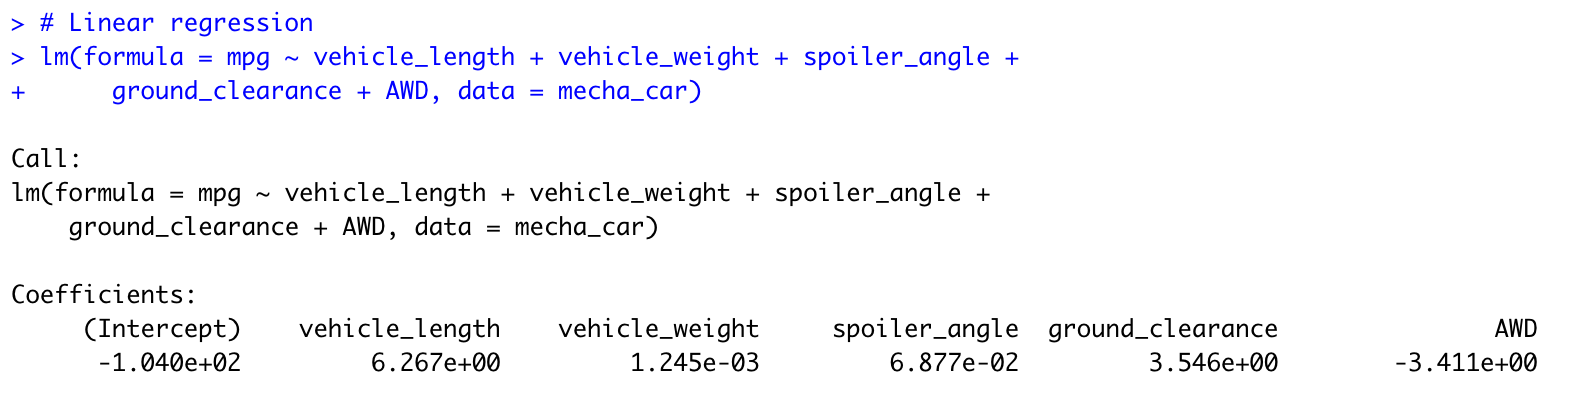 > # Linear regression
> lm(formula = mpg ~ vehicle_length + vehicle_weight + spoiler_angle +
+      ground_clearance + AWD, data = mecha_car)

Call:
lm(formula = mpg ~ vehicle_length + vehicle_weight + spoiler_angle +
    ground_clearance + AWD, data = mecha_car)

Coefficients:
     (Intercept)    vehicle_length    vehicle_weight     spoiler_angle  ground_clearance               AWD
      -1.040e+02         6.267e+00         1.245e-03         6.877e-02         3.546e+00        -3.411e+00